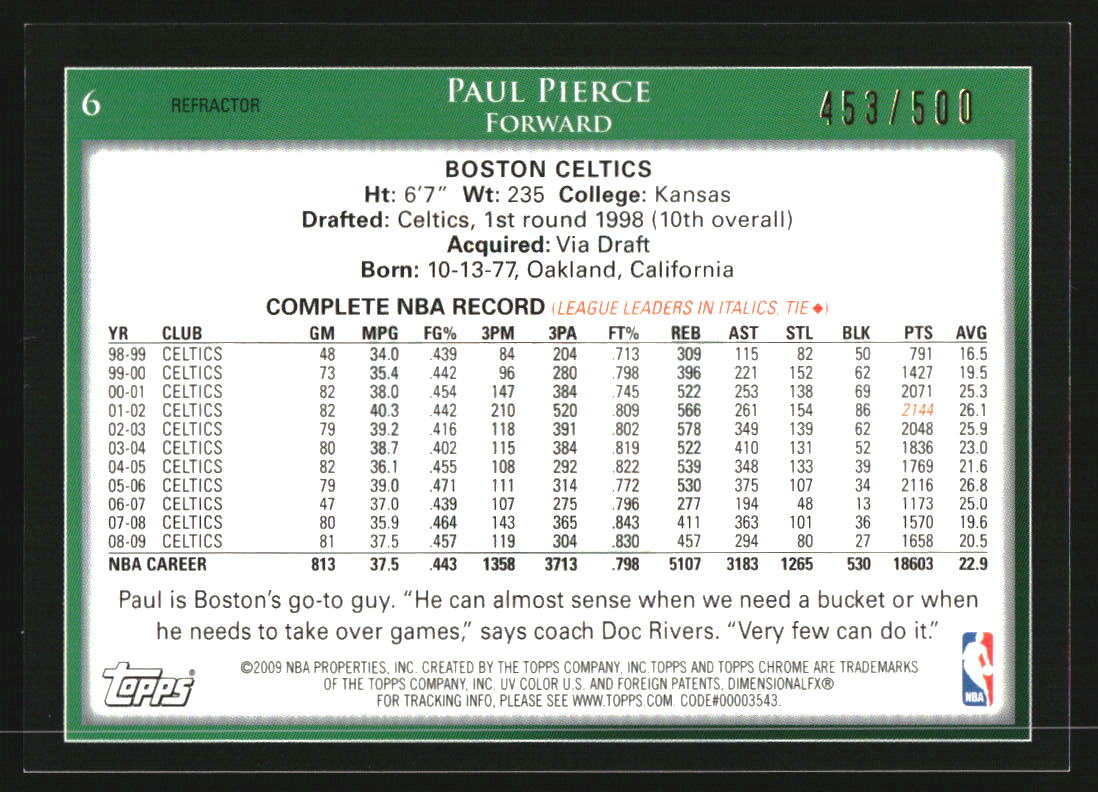 6 REFRACTOR PAUL PIERCE 453/500
FORWARD
BOSTON CELTICS
Ht: 6'7" Wt: 235 College: Kansas
Drafted: Celtics, 1st round 1998 (10th overall)
Acquired: Via Draft
Born: 10-13-77, Oakland, California
COMPLETE NBA RECORD (LEAGUE LEADERS IN ITALICS, TIE ◆)
YR CLUB GM MPG FG% 3PM 3PA FT% REB AST STL BLK PTS AVG
98-99 CELTICS 48 34.0 .439 84 204 .713 309 115 82 50 791 16.5
99-00 CELTICS 73 35.4 .442 96 280 .798 396 221 152 62 1427 19.5
00-01 CELTICS 82 38.0 .454 147 384 .745 522 253 138 69 2071 25.3
01-02 CELTICS 82 40.3 .442 210 520 .809 566 261 154 86 2144 26.1
02-03 CELTICS 79 39.2 .416 118 391 .802 578 349 139 62 2048 25.9
03-04 CELTICS 80 38.7 .402 115 384 .819 522 410 131 52 1836 23.0
04-05 CELTICS 82 36.1 .455 108 292 .822 539 348 133 39 1769 21.6
05-06 CELTICS 79 39.0 .471 111 314 .772 530 375 107 34 2116 26.8
06-07 CELTICS 47 37.0 .439 107 275 .796 277 194 48 13 1173 25.0
07-08 CELTICS 80 35.9 .464 143 365 .843 411 363 101 36 1570 19.6
08-09 CELTICS 81 37.5 .457 119 304 .830 457 294 80 27 1658 20.5
NBA CAREER 813 37.5 .443 1358 3713 .798 5107 3183 1265 530 18603 22.9
Paul is Boston's go-to guy. "He can almost sense when we need a bucket or when
he needs to take over games," says coach Doc Rivers. "Very few can do it."
©2009 NBA PROPERTIES, INC. CREATED BY THE TOPPS COMPANY, INC TOPPS AND TOPPS CHROME ARE TRADEMARKS
OF THE TOPPS COMPANY, INC. UV COLOR U.S. AND FOREIGN PATENTS, DIMENSIONALFX®
FOR TRACKING INFO, PLEASE SEE WWW.TOPPS.COM. CODE#00003543.
Topps®
NBA